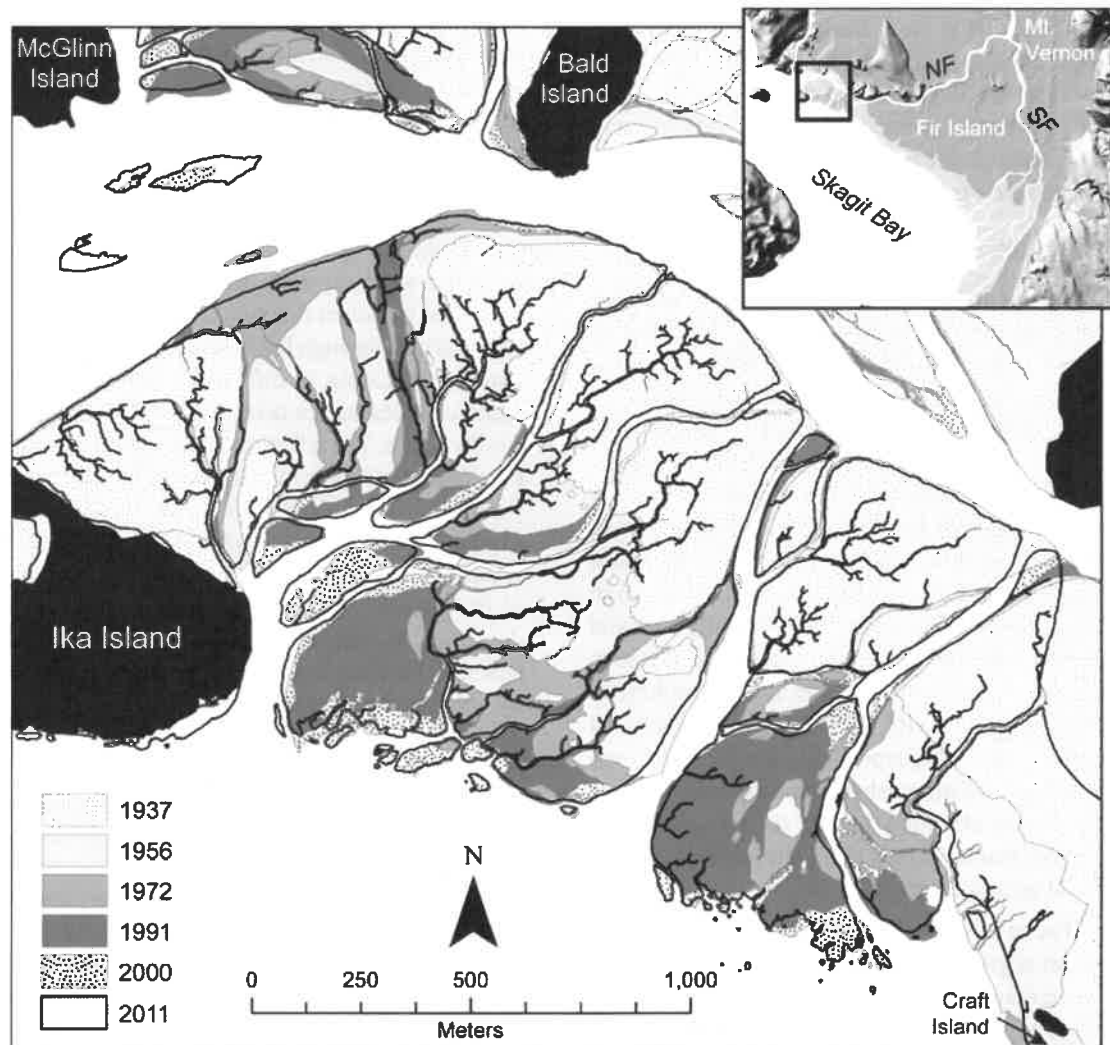 McGlinn
Island
Bald
Island
Mt.
Vernon
NF
Fir Island
SF
Skagit Bay
Ika Island
1937
1956
1972
1991
2000
2011
N
0 250 500 1,000
Meters
Craft
Island